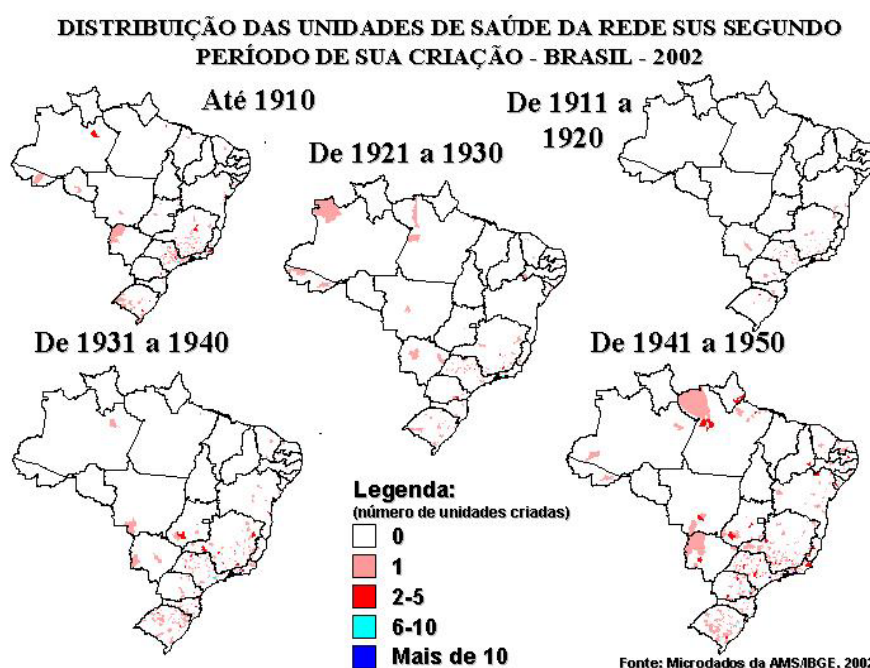 DISTRIBUIÇÃO DAS UNIDADES DE SAÚDE DA REDE SUS SEGUNDO
PERÍODO DE SUA CRIAÇÃO - BRASIL - 2002
Até 1910
De 1911 a
1920
De 1921 a 1930
De 1931 a 1940
De 1941 a 1950
Legenda:
(número de unidades criadas)
0
1
2-5
6-10
Mais de 10
Fonte: Microdados da AMS/IBGE, 2002